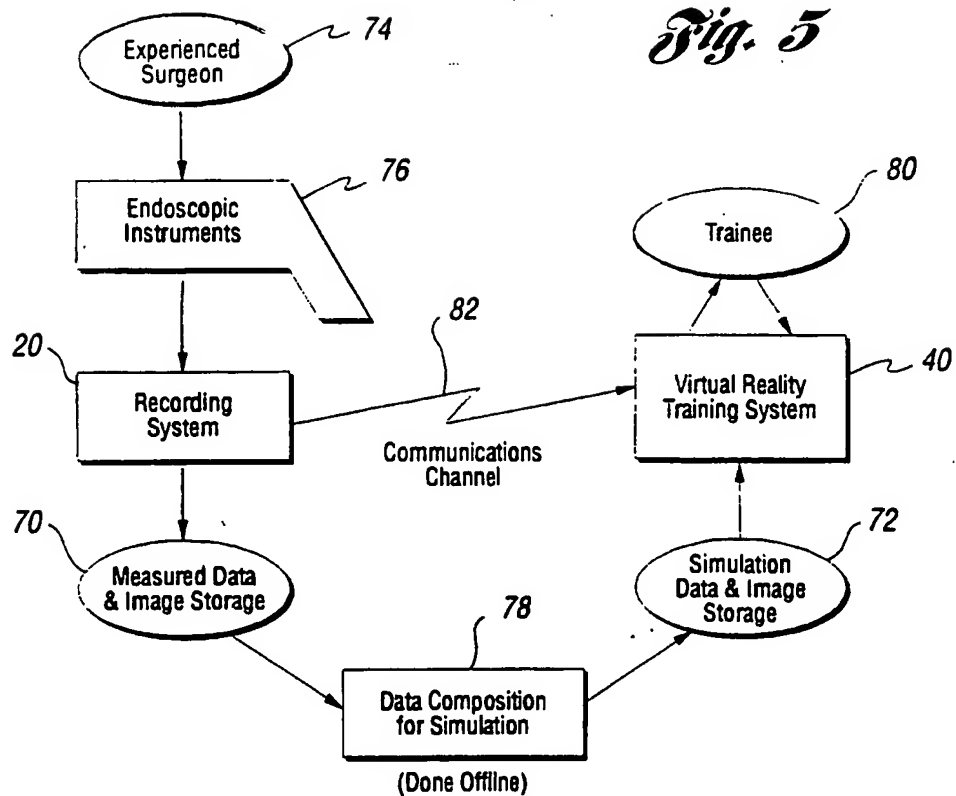 Fig. 5
74
Experienced
Surgeon
76
Endoscopic
Instruments
80
Trainee
82
20
Recording
System
40
Virtual Reality
Training System
Communications
Channel
70
Measured Data
& Image Storage
72
Simulation
Data & Image
Storage
78
Data Composition
for Simulation
(Done Offline)